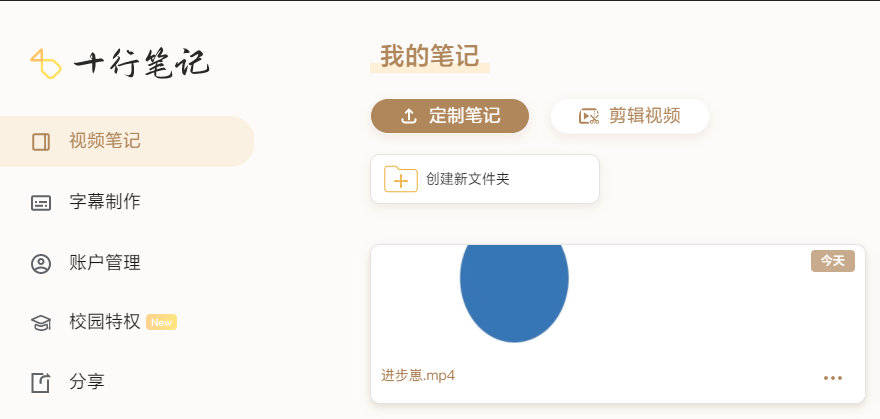 十行笔记
视频笔记
字幕制作
账户管理
校园特权 New
分享
我的笔记
定制笔记 剪辑视频
创建新文件夹
今天
进步崽.mp4